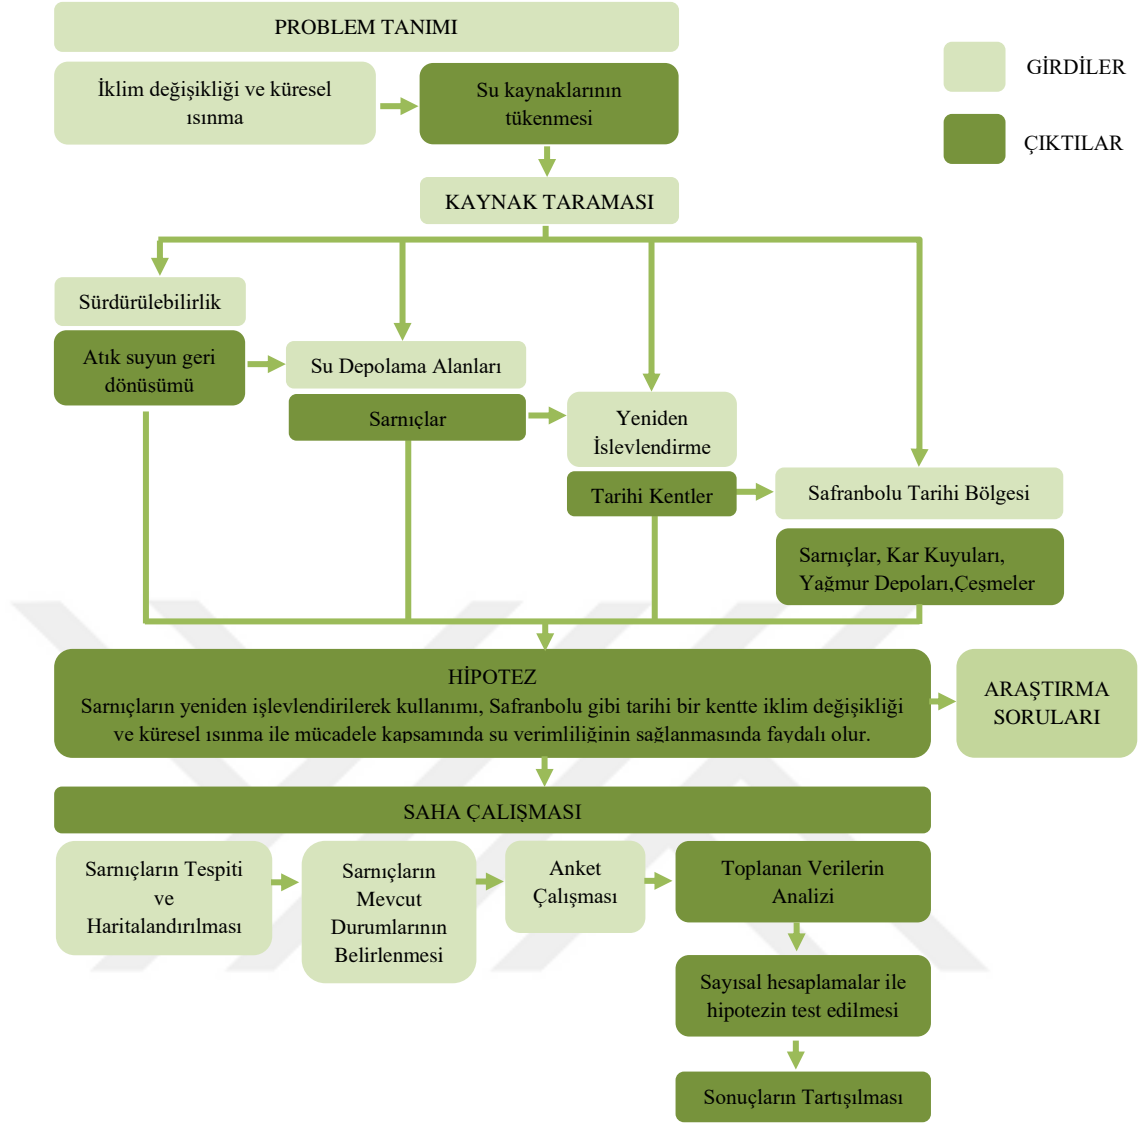 PROBLEM TANIMI
İklim değişikliği ve küresel
ısınma
Su kaynaklarının
tükenmesi
GİRDİLER
ÇIKTILAR
KAYNAK TARAMASI
Sürdürülebilirlik
Atık suyun geri
dönüşümü
Su Depolama Alanları
Sarnıçlar
Yeniden
İşlevlendirme
Tarihi Kentler
Safranbolu Tarihi Bölgesi
Sarnıçlar, Kar Kuyuları,
Yağmur Depoları,Çeşmeler
HİPOTEZ
Sarnıçların yeniden işlevlendirilerek kullanımı, Safranbolu gibi tarihi bir kentte iklim değişikliği
ve küresel ısınma ile mücadele kapsamında su verimliliğinin sağlanmasında faydalı olur.
ARAŞTIRMA
SORULARI
SAHA ÇALIŞMASI
Sarnıçların Tespiti
ve
Haritalandırılması
Sarnıçların
Mevcut
Durumlarının
Belirlenmesi
Anket
Çalışması
Toplanan Verilerin
Analizi
Sayısal hesaplamalar ile
hipotezin test edilmesi
Sonuçların Tartışılması